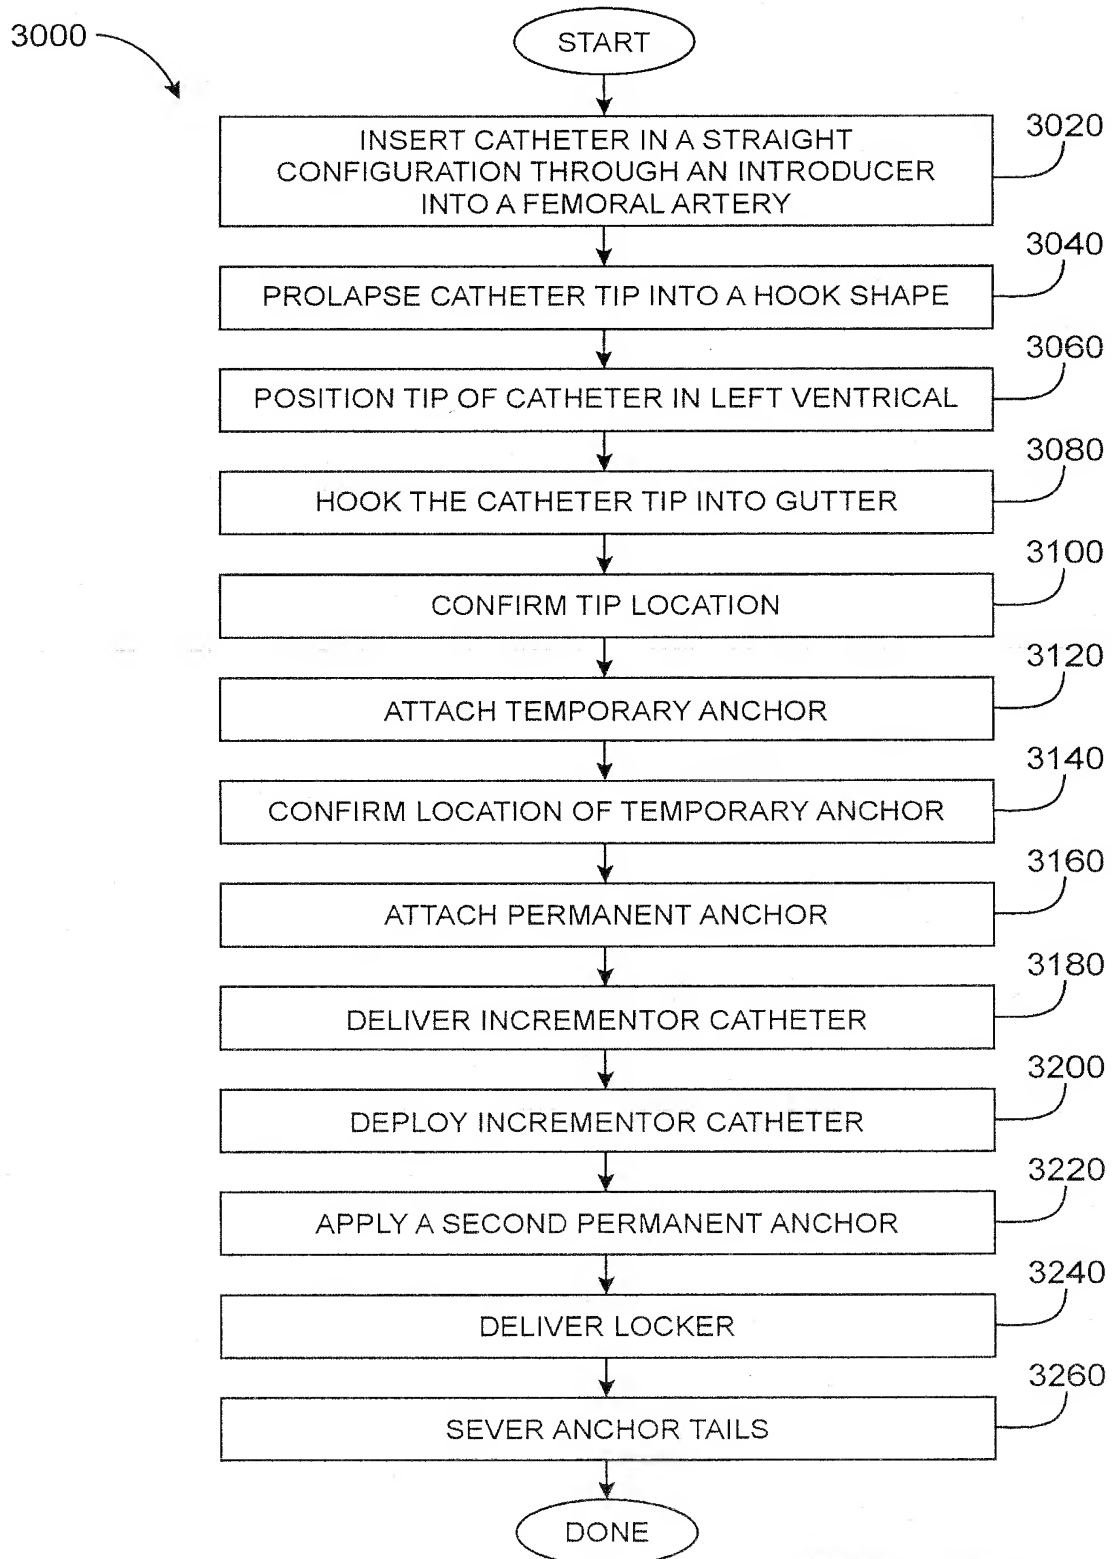 3000
START
3020
INSERT CATHETER IN A STRAIGHT
CONFIGURATION THROUGH AN INTRODUCER
INTO A FEMORAL ARTERY
3040
PROLAPSE CATHETER TIP INTO A HOOK SHAPE
3060
POSITION TIP OF CATHETER IN LEFT VENTRICAL
3080
HOOK THE CATHETER TIP INTO GUTTER
3100
CONFIRM TIP LOCATION
3120
ATTACH TEMPORARY ANCHOR
3140
CONFIRM LOCATION OF TEMPORARY ANCHOR
3160
ATTACH PERMANENT ANCHOR
3180
DELIVER INCREMENTOR CATHETER
3200
DEPLOY INCREMENTOR CATHETER
3220
APPLY A SECOND PERMANENT ANCHOR
3240
DELIVER LOCKER
3260
SEVER ANCHOR TAILS
DONE